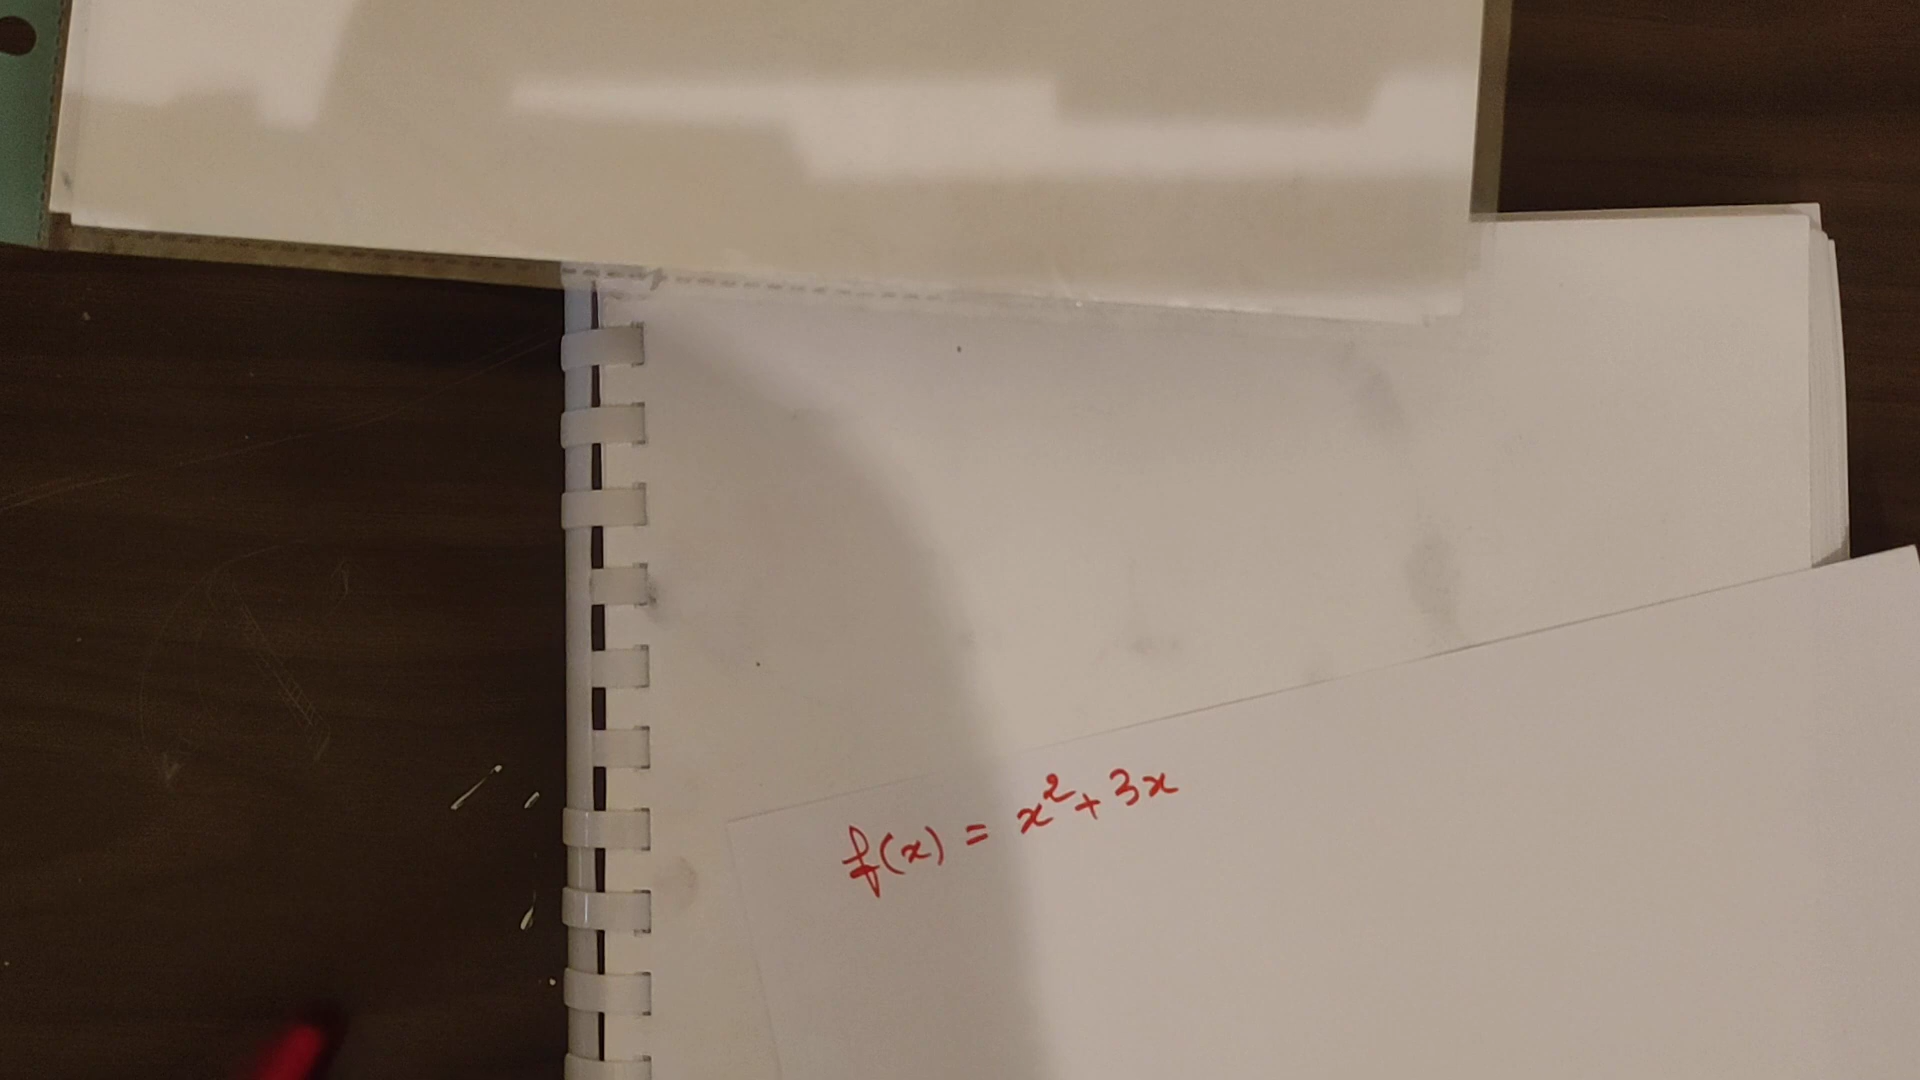 f(x) = x² + 3x